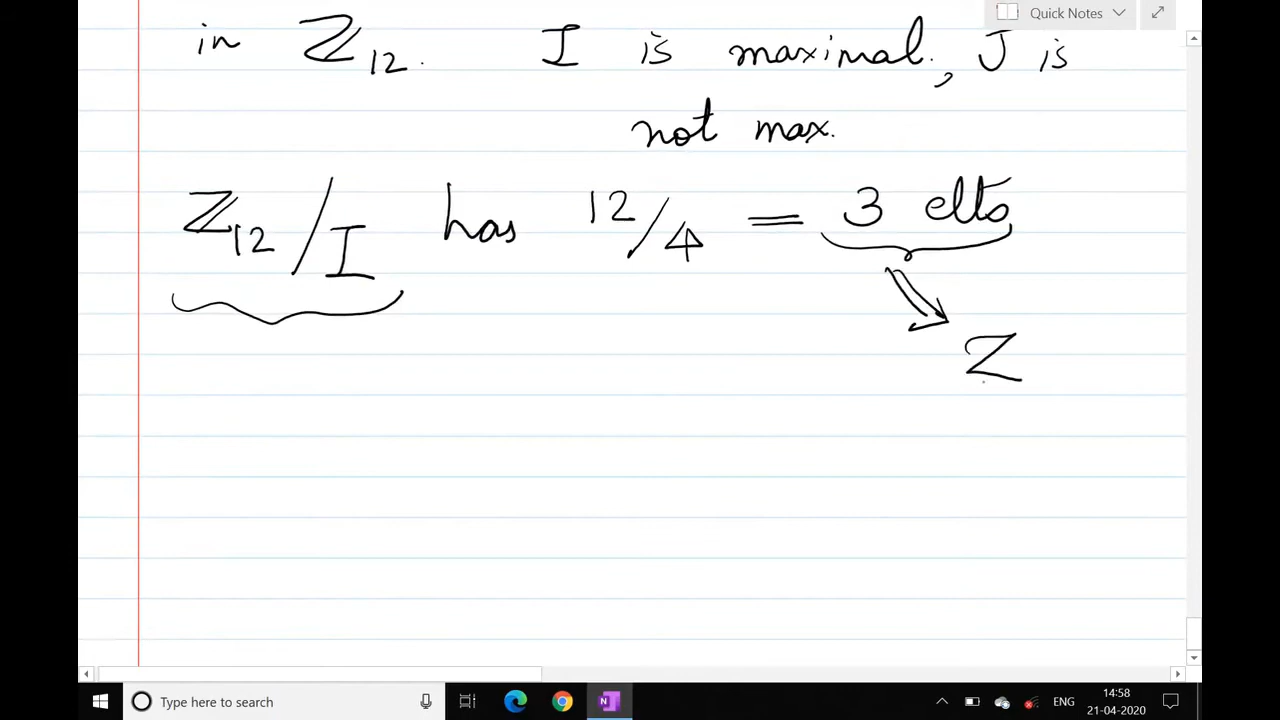 Quick Notes
in Z12. I is maximal., J is
not max.
Z12/I has 12/4 = 3 elts
Z
Type here to search
ENG
14:58
21-04-2020